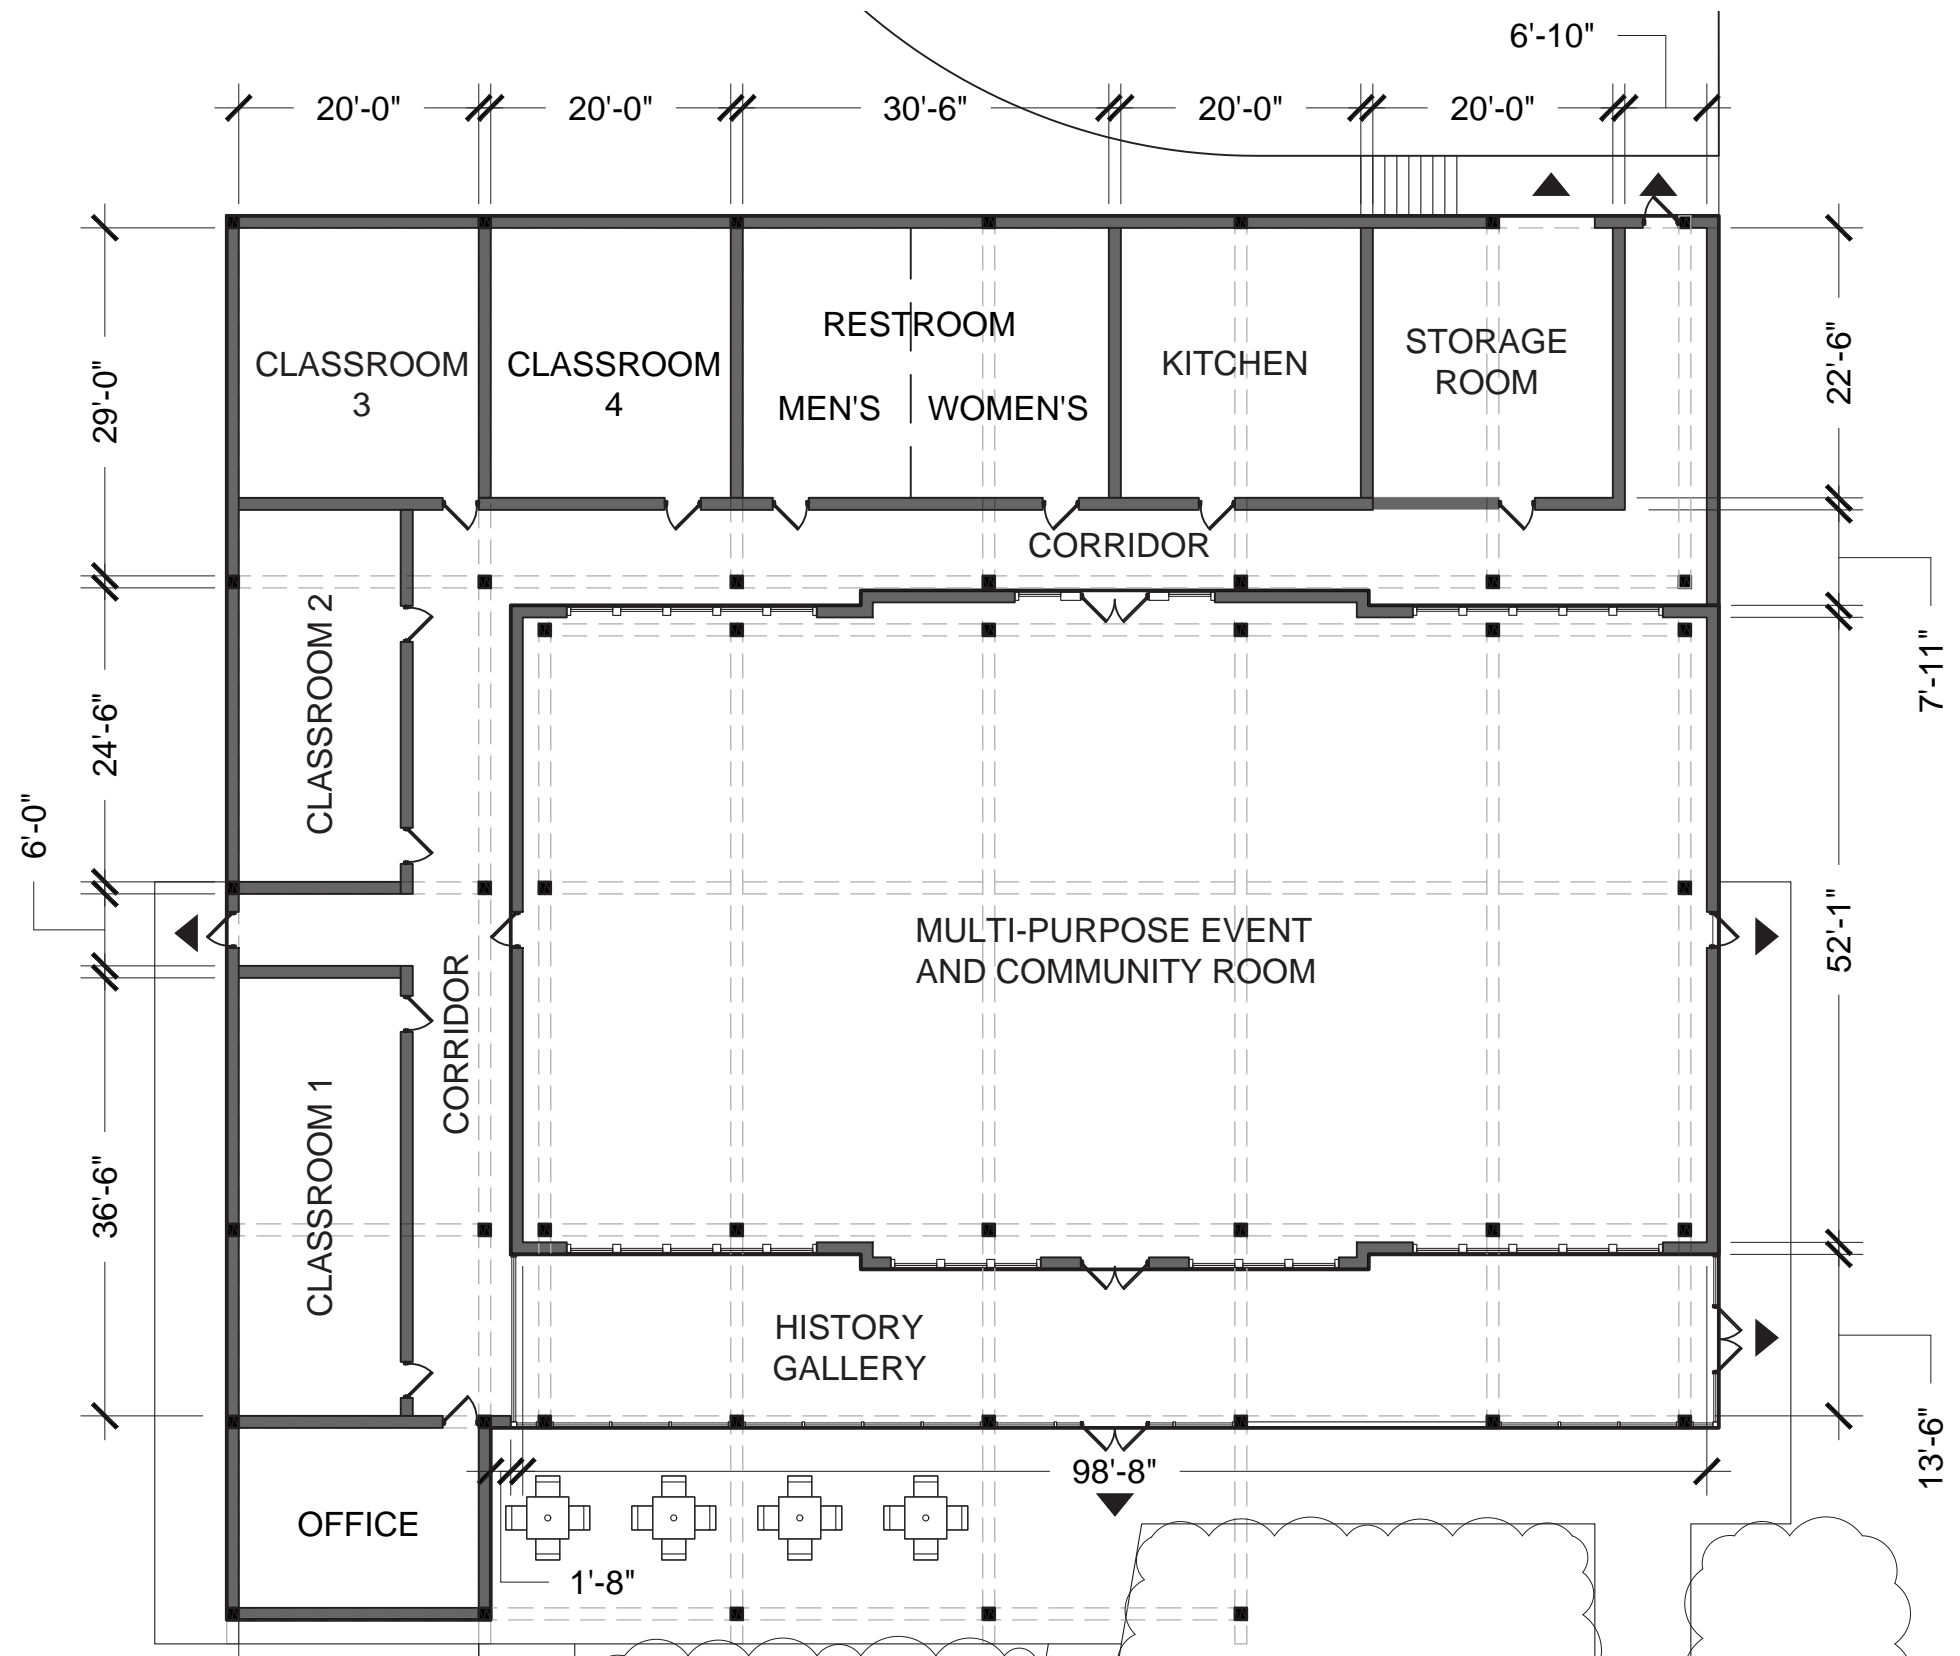 6'-10"
20'-0"
20'-0"
30'-6"
20'-0"
20'-0"
CLASSROOM
3
CLASSROOM
4
RESTROOM
MEN'S
WOMEN'S
KITCHEN
STORAGE
ROOM
29'-0"
22'-6"
CORRIDOR
CLASSROOM 2
24'-6"
7'-11"
6'-0"
MULTI-PURPOSE EVENT
AND COMMUNITY ROOM
52'-1"
CORRIDOR
CLASSROOM 1
36'-6"
HISTORY
GALLERY
13'-6"
98'-8"
OFFICE
1'-8"